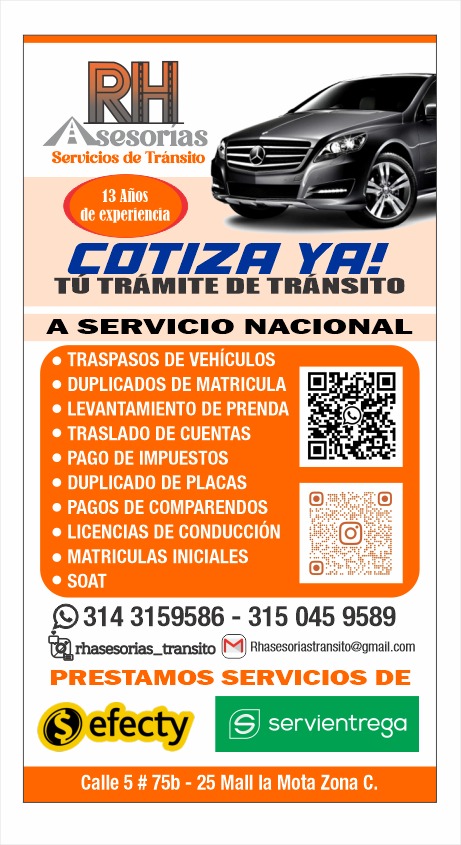 RH
Asesorías
Servicios de Tránsito
13 Años
de experiencia
COTIZA YA!
TÚ TRÁMITE DE TRÁNSITO
A SERVICIO NACIONAL
• TRASPASOS DE VEHÍCULOS
• DUPLICADOS DE MATRICULA
• LEVANTAMIENTO DE PRENDA
• TRASLADO DE CUENTAS
• PAGO DE IMPUESTOS
• DUPLICADO DE PLACAS
• PAGOS DE COMPARENDOS
• LICENCIAS DE CONDUCCIÓN
• MATRICULAS INICIALES
• SOAT
314 3159586 - 315 045 9589
rhasesorias_transito Rhasesoriastransito@gmail.com
PRESTAMOS SERVICIOS DE
$ efecty
servientrega
Calle 5 # 75b - 25 Mall la Mota Zona C.